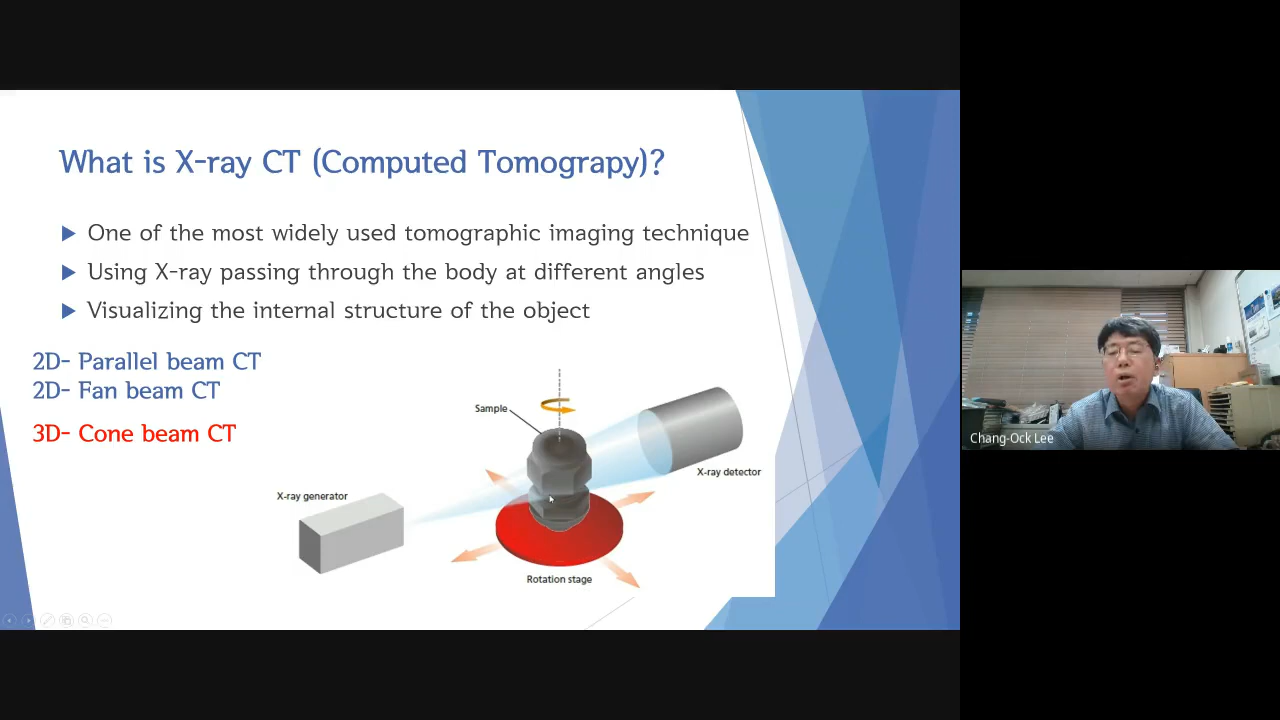 What is X-ray CT (Computed Tomograpy)?
One of the most widely used tomographic imaging technique
Using X-ray passing through the body at different angles
Visualizing the internal structure of the object
2D- Parallel beam CT
2D- Fan beam CT
3D- Cone beam CT
Sample
X-ray detector
X-ray generator
Rotation stage
Chang-Ock Lee